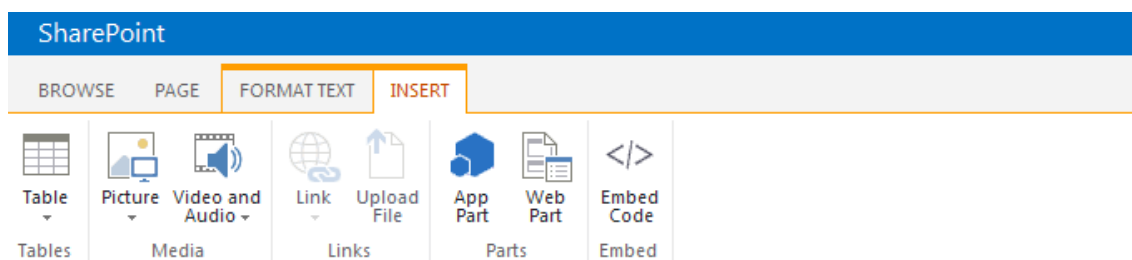 SharePoint
BROWSE PAGE FORMAT TEXT INSERT
Table Picture Video and Audio Link Upload File App Part Web Part Embed Code
Tables Media Links Parts Embed